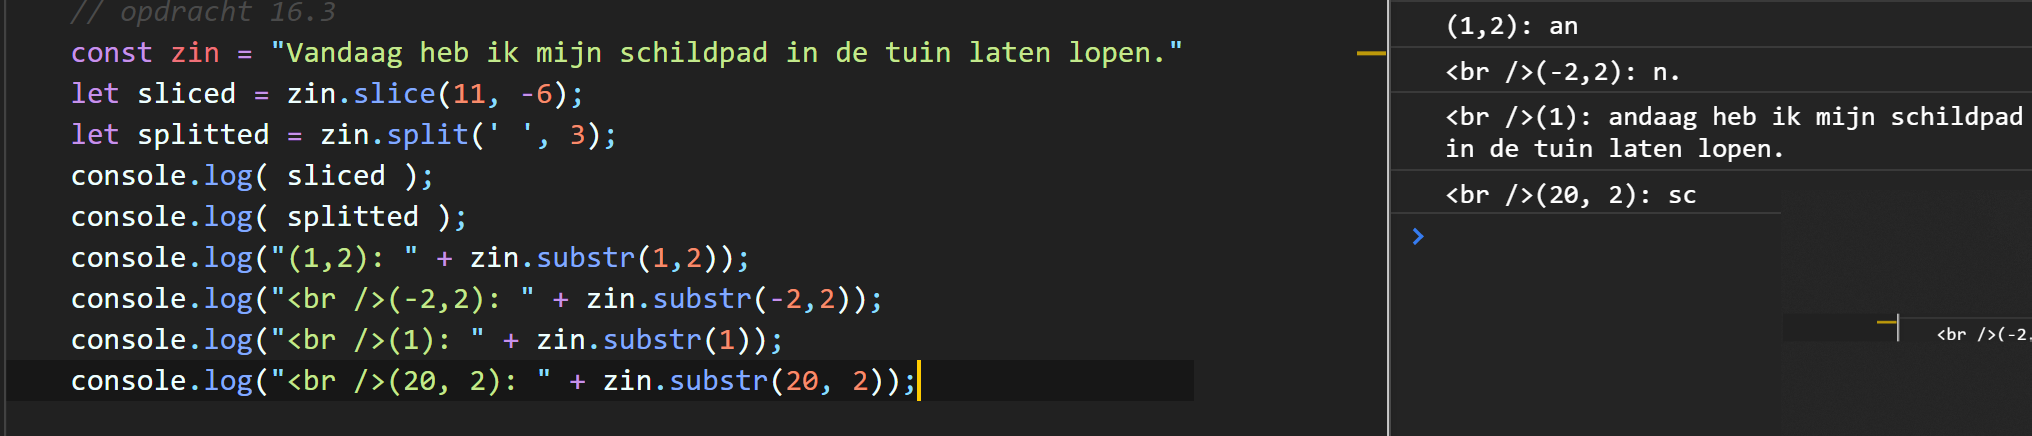 // opdracht 16.3
const zin = "Vandaag heb ik mijn schildpad in de tuin laten lopen."
let sliced = zin.slice(11, -6);
let splitted = zin.split(' ', 3);
console.log( sliced );
console.log( splitted );
console.log("(1,2): " + zin.substr(1,2));
console.log("<br />(-2,2): " + zin.substr(-2,2));
console.log("<br />(1): " + zin.substr(1));
console.log("<br />(20, 2): " + zin.substr(20, 2));
(1,2): an
<br />(-2,2): n.
<br />(1): andaag heb ik mijn schildpad
in de tuin laten lopen.
<br />(20, 2): sc
>
<br />(-2,